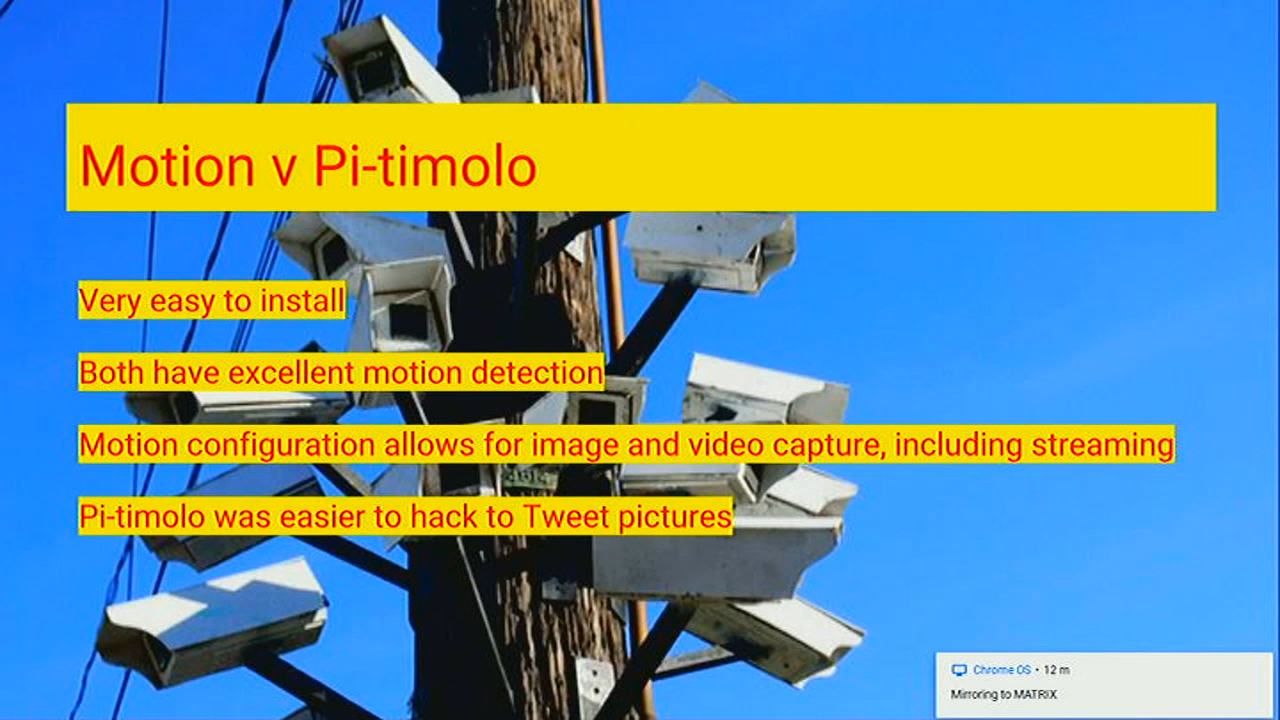 Motion v Pi-timolo
Very easy to install
Both have excellent motion detection
Motion configuration allows for image and video capture, including streaming
Pi-timolo was easier to hack to Tweet pictures
Chrome OS • 12 m
Mirroring to MATRIX